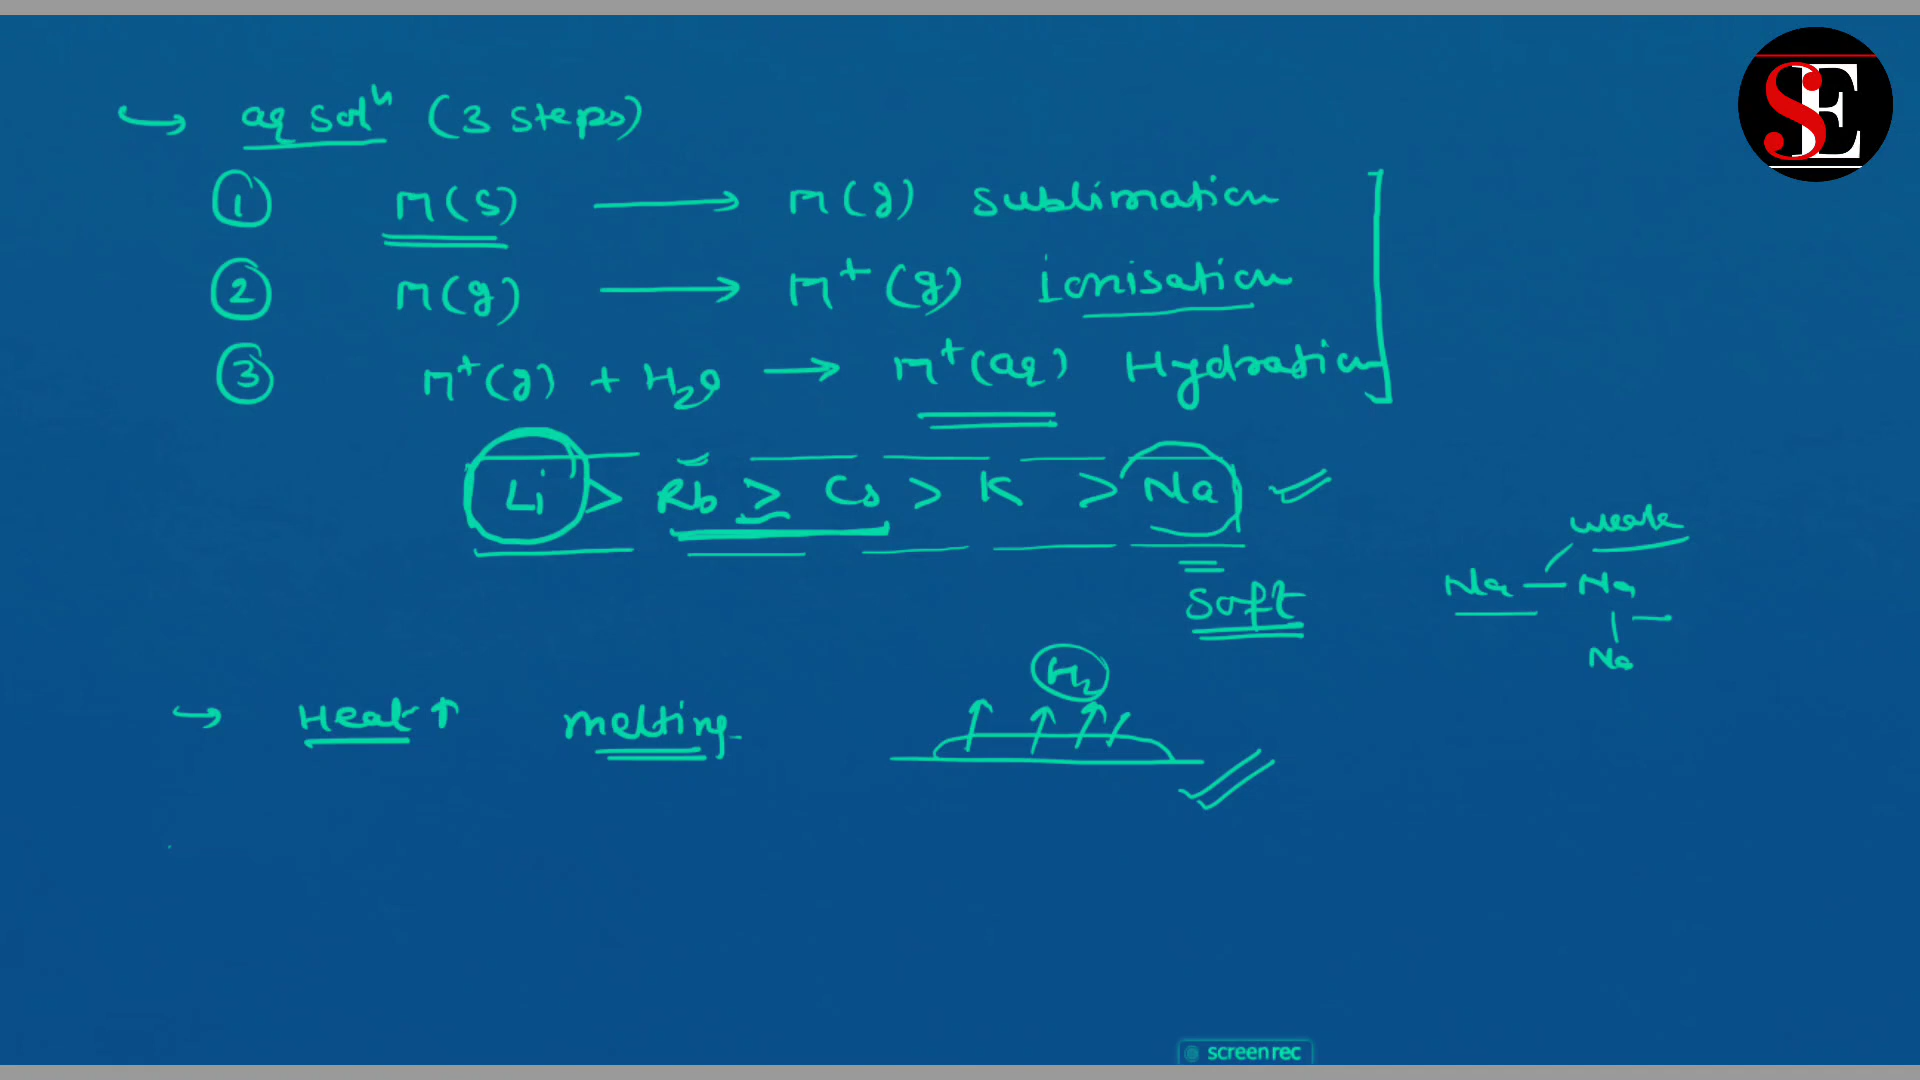 aq solⁿ (3 steps)
① M(s) → M(g) sublimation
② M(g) → M⁺(g) Ionisation
③ M⁺(g) + H₂O → M⁺(aq) Hydration
Li > Rb ≥ Cs > K > Na
weak
Na — Na —
Na
soft
H₂
Heat ↑ melting
SE
screenrec